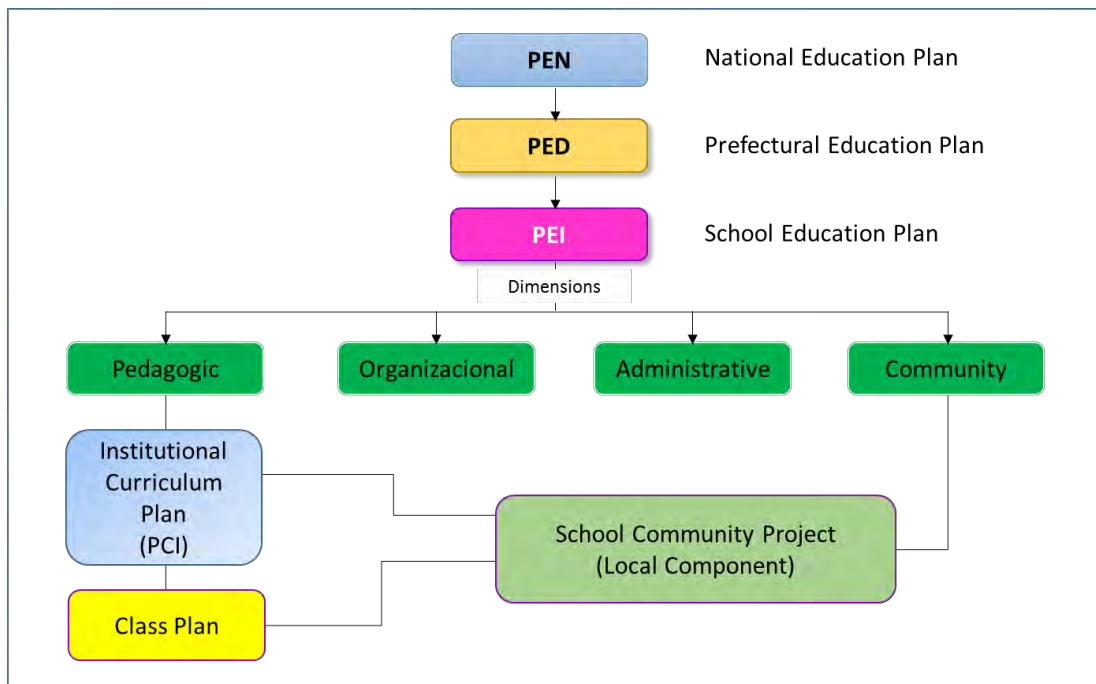 PEN
National Education Plan
PED
Prefectural Education Plan
PEI
School Education Plan
Dimensions
Pedagogic
Organizacional
Administrative
Community
Institutional
Curriculum
Plan
(PCI)
School Community Project
(Local Component)
Class Plan